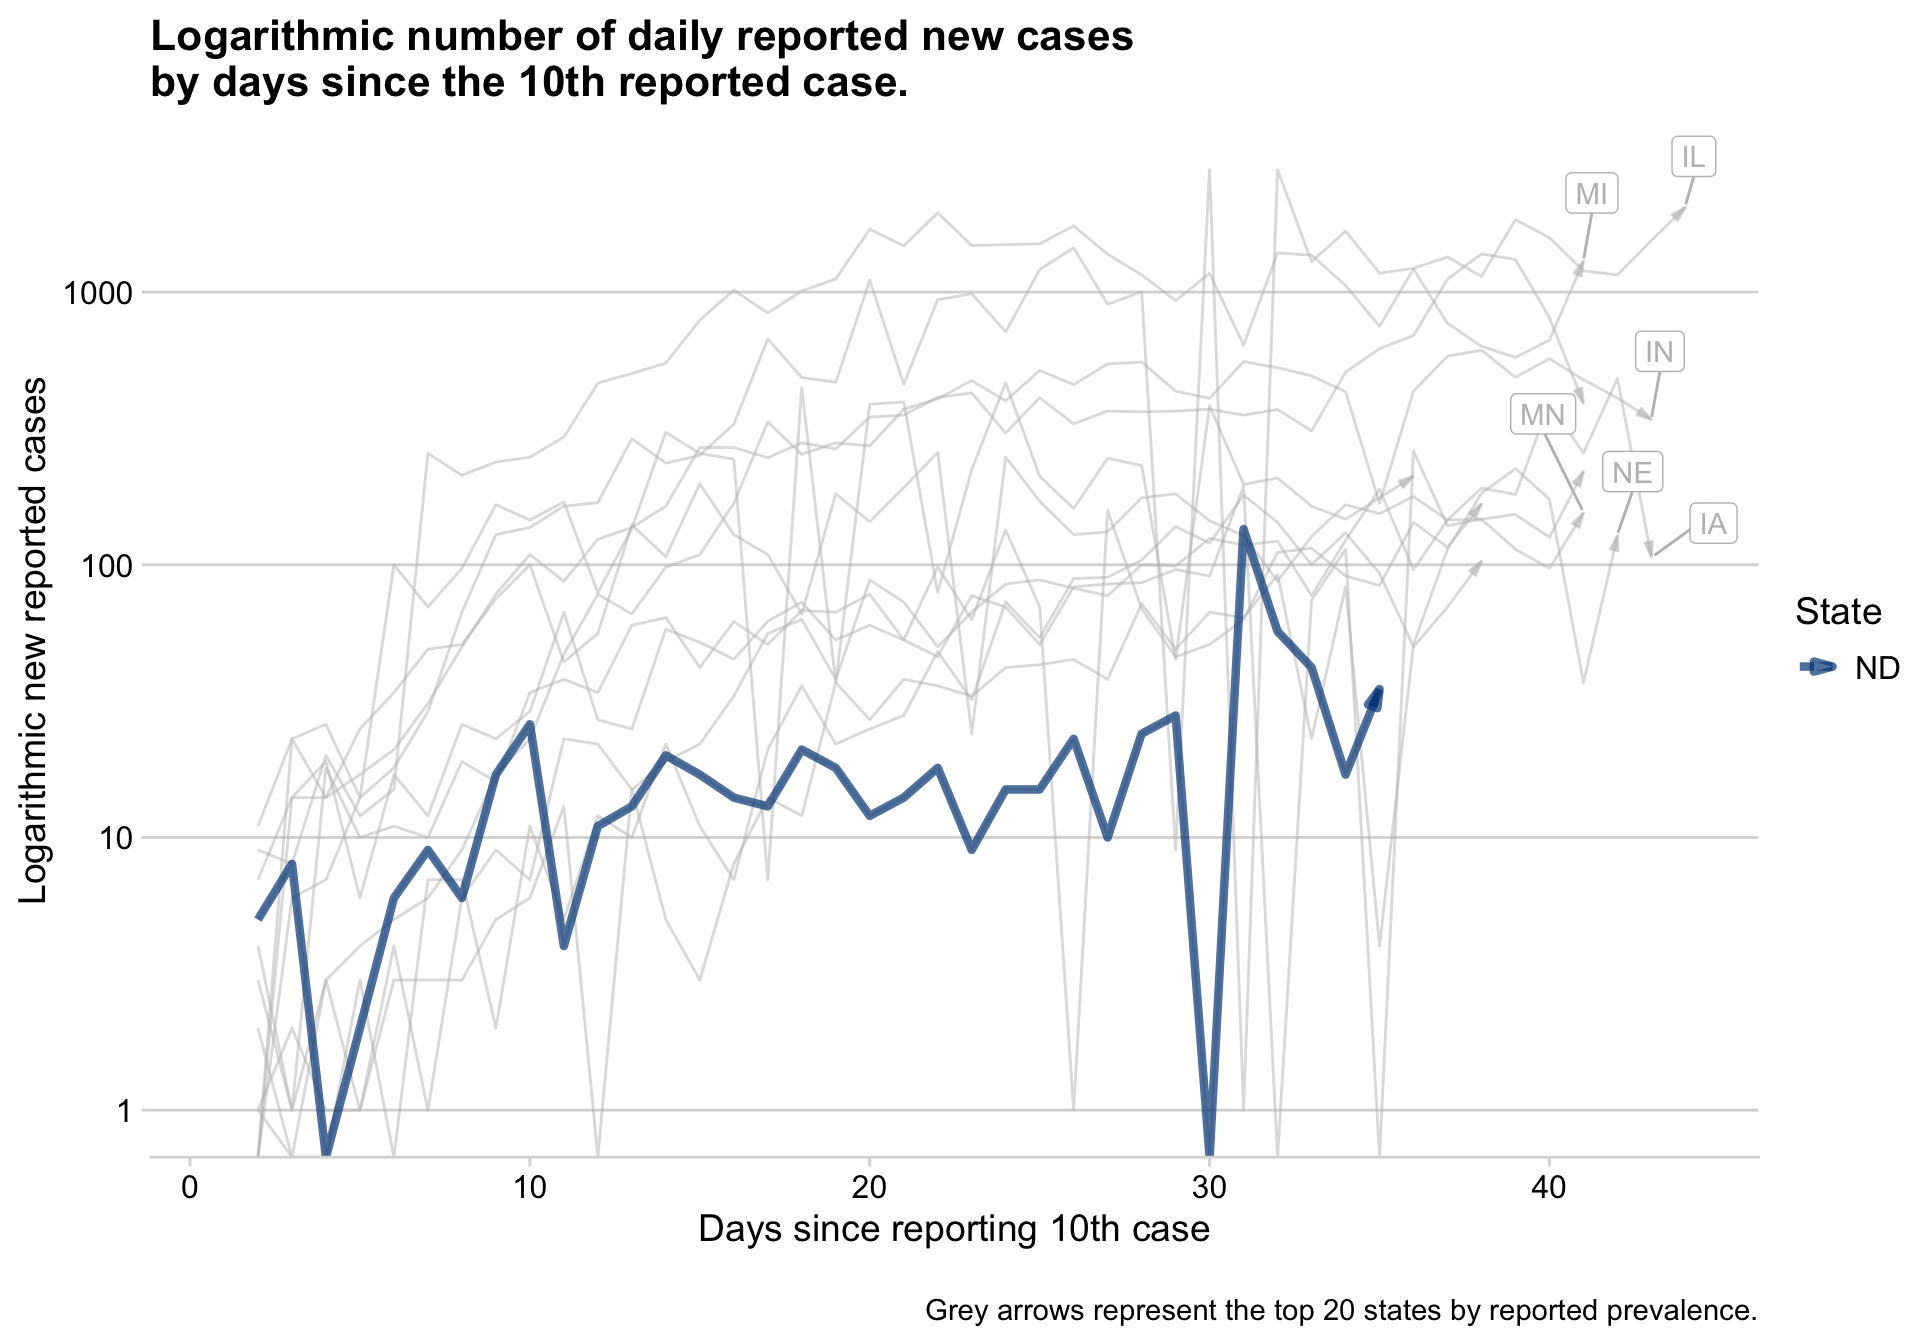 Logarithmic number of daily reported new cases
by days since the 10th reported case.
IL
MI
1000
IN
MN
NE
IA
100
10
1
Logarithmic new reported cases
State
ND
0 10 20 30 40
Days since reporting 10th case
Grey arrows represent the top 20 states by reported prevalence.